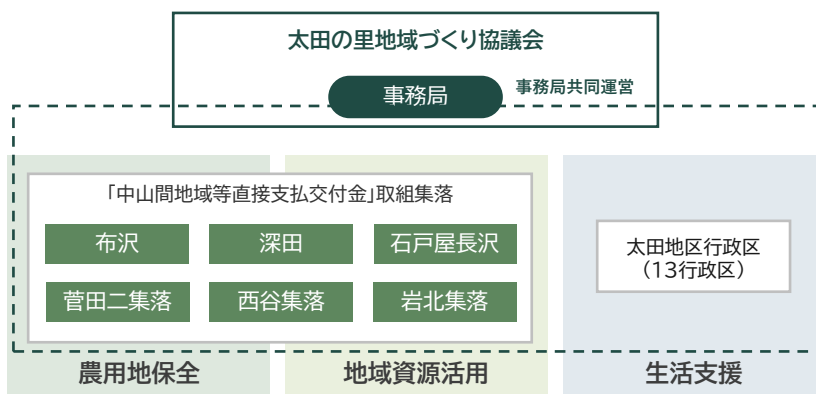 太田の里地域づくり協議会
事務局
事務局共同運営
「中山間地域等直接支払交付金」取組集落
布沢
深田
石戸屋長沢
菅田二集落
西谷集落
岩北集落
太田地区行政区
（13行政区）
農用地保全
地域資源活用
生活支援